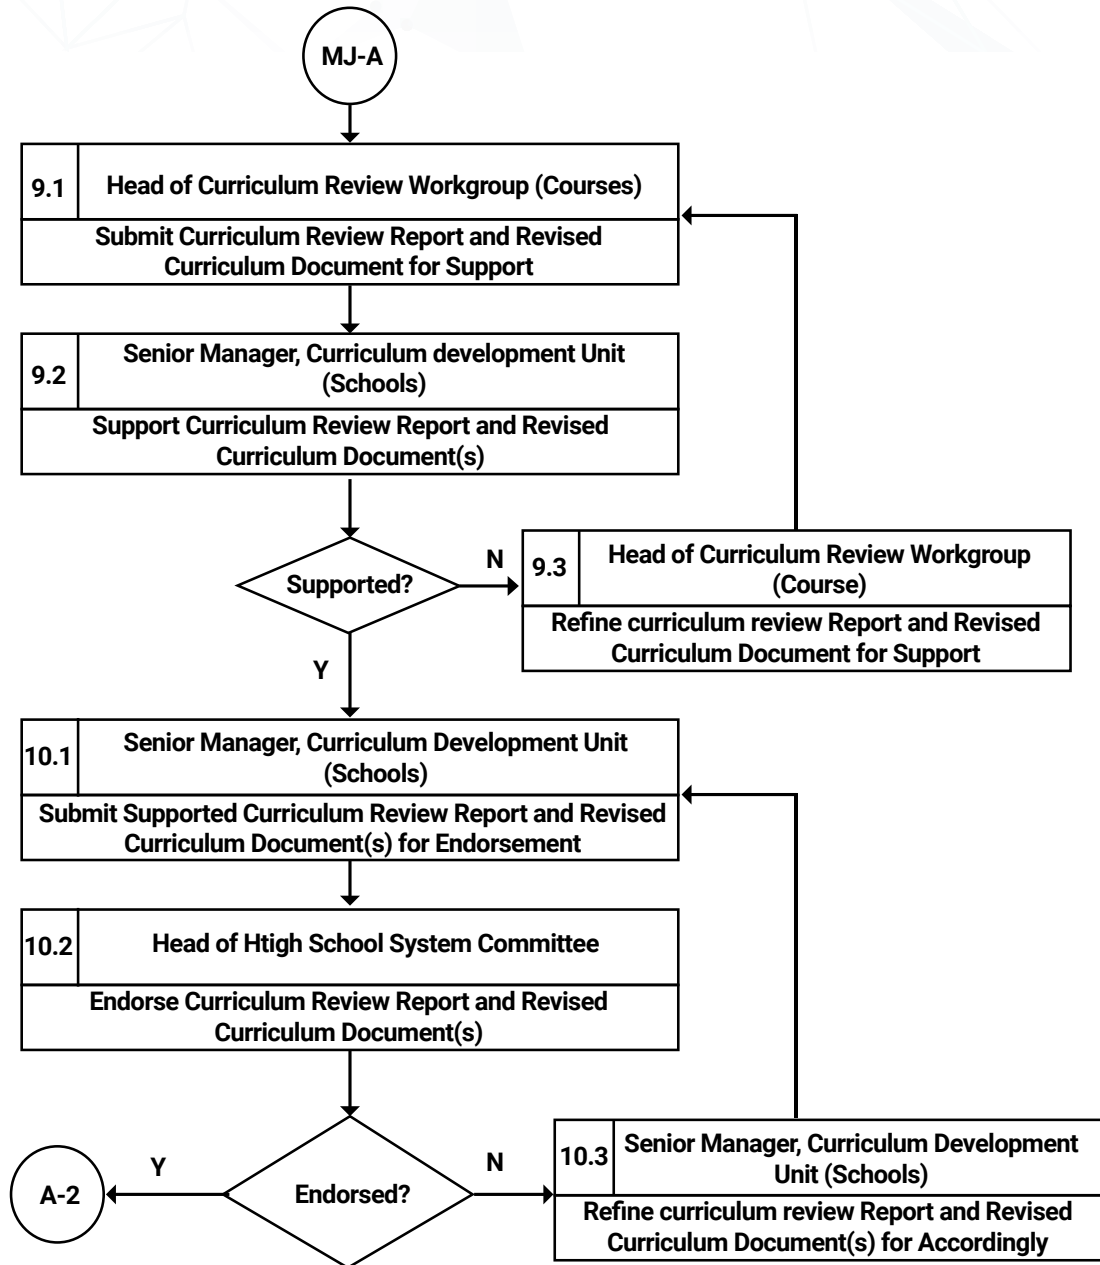 MJ-A
9.1
Head of Curriculum Review Workgroup (Courses)
Submit Curriculum Review Report and Revised
Curriculum Document for Support
9.2
Senior Manager, Curriculum development Unit
(Schools)
Support Curriculum Review Report and Revised
Curriculum Document(s)
Supported?
N
9.3
Head of Curriculum Review Workgroup
(Course)
Refine curriculum review Report and Revised
Curriculum Document for Support
Y
10.1
Senior Manager, Curriculum Development Unit
(Schools)
Submit Supported Curriculum Review Report and Revised
Curriculum Document(s) for Endorsement
10.2
Head of Htigh School System Committee
Endorse Curriculum Review Report and Revised
Curriculum Document(s)
A-2
Y
Endorsed?
N
10.3
Senior Manager, Curriculum Development
Unit (Schools)
Refine curriculum review Report and Revised
Curriculum Document(s) for Accordingly